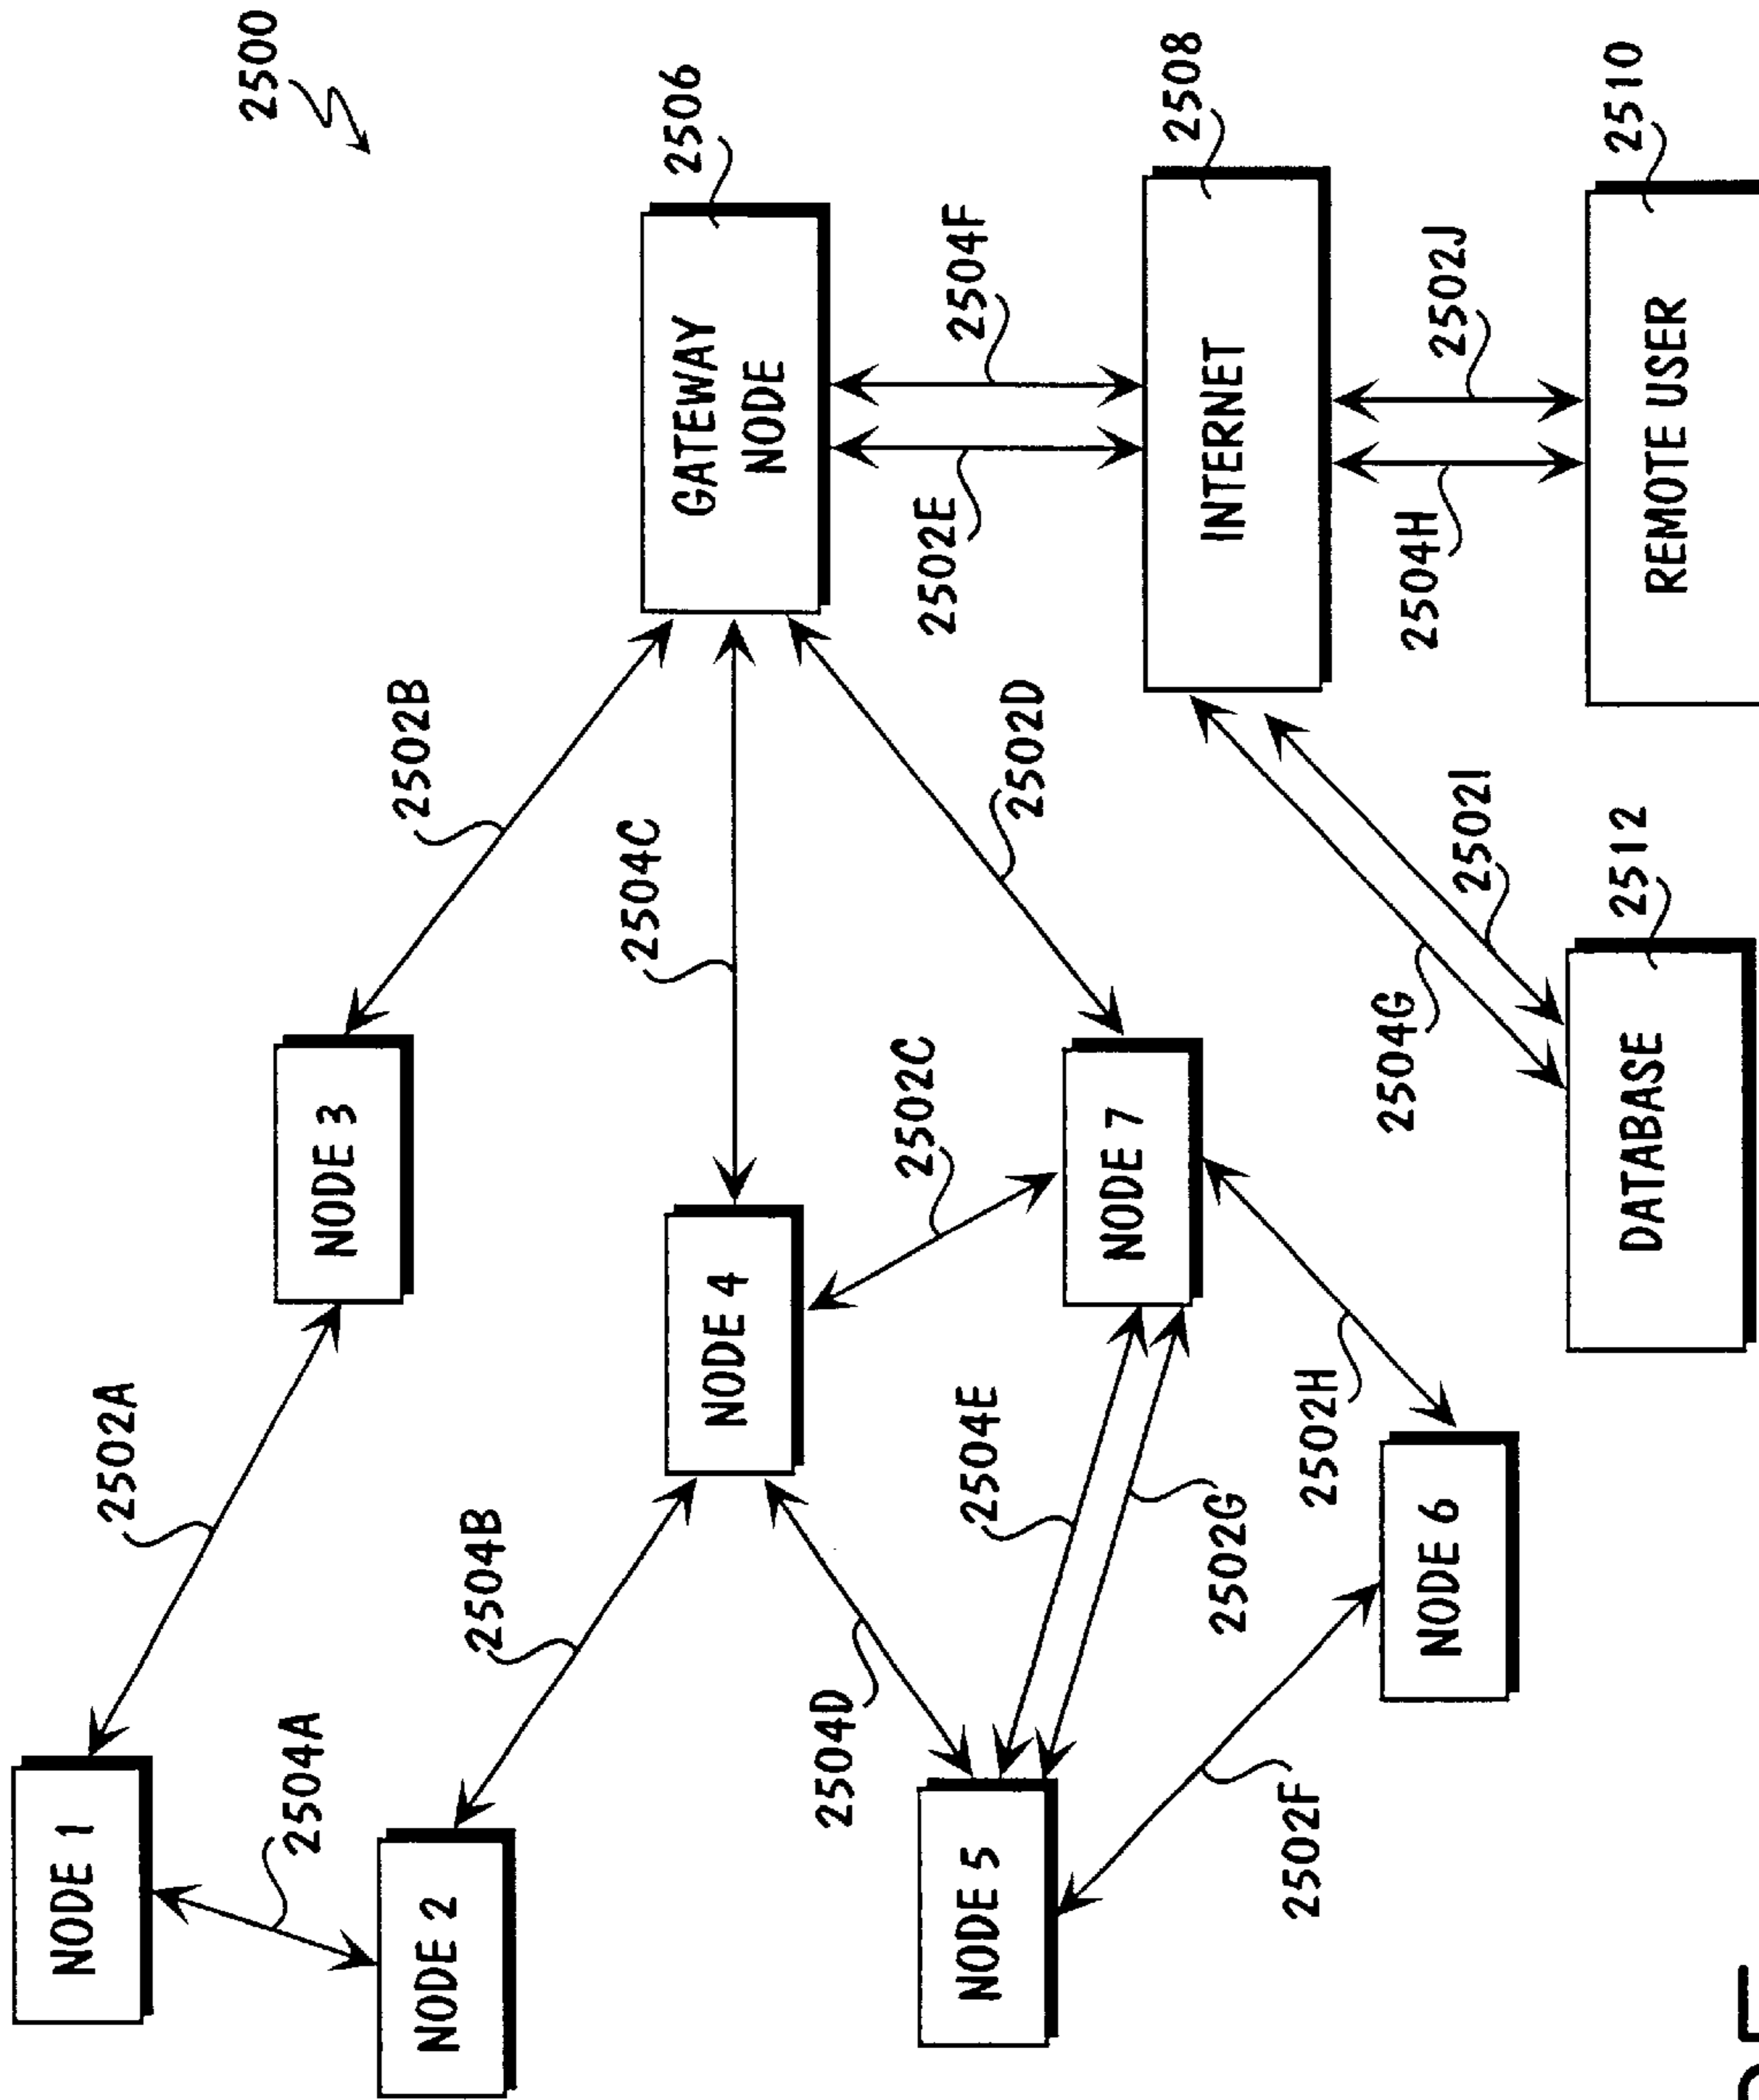 2500
NODE 1
2502A
NODE 3
2502B
GATEWAY
NODE
2506
2504A
NODE 2
2504B
NODE 4
2504C
2502E
2504F
2504D
NODE 5
2504E
2502C
NODE 7
2502D
INTERNET
2508
2502G
2502F
NODE 6
2502H
2504G
2502I
2504H
2502J
DATABASE
2512
REMOTE USER
2510